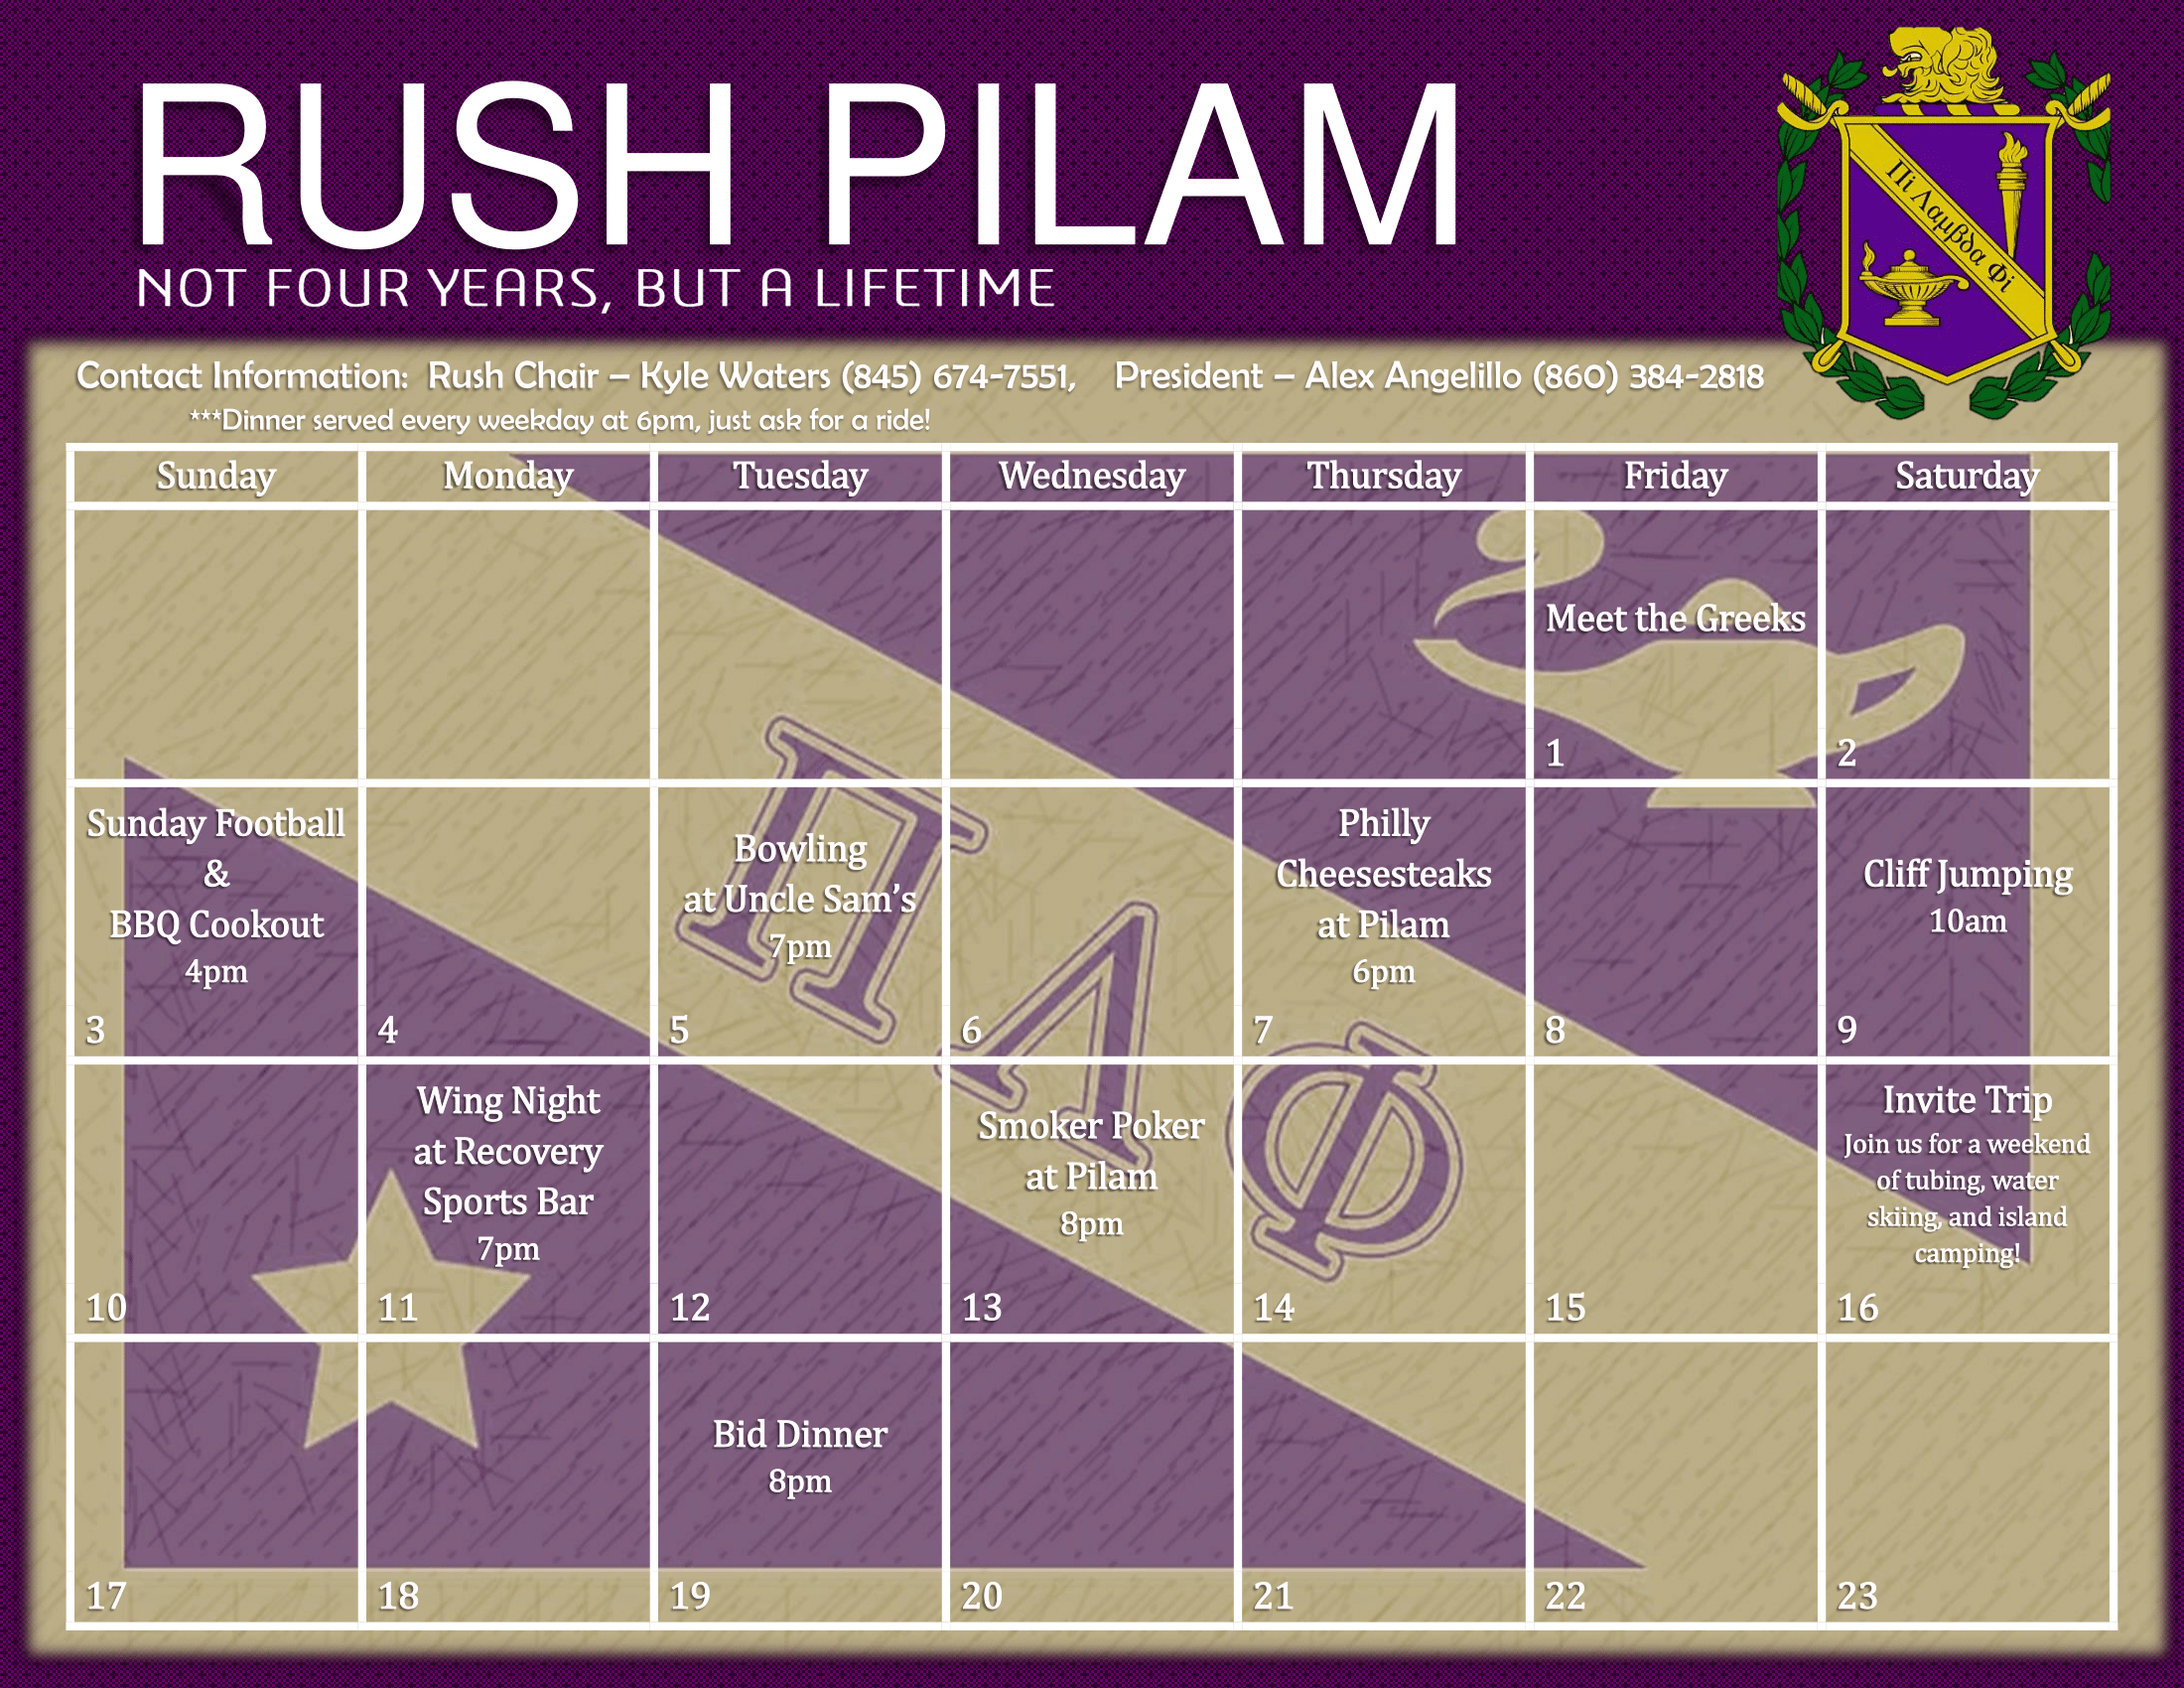 RUSH PILAM
NOT FOUR YEARS, BUT A LIFETIME
Πi Λαμβδα Φi
Contact Information: Rush Chair – Kyle Waters (845) 674-7551, President – Alex Angelillo (860) 384-2818
***Dinner served every weekday at 6pm, just ask for a ride!
Sunday Monday Tuesday Wednesday Thursday Friday Saturday
Meet the Greeks
1
2
Sunday Football
&
BBQ Cookout
4pm
3
4
Bowling
at Uncle Sam's
7pm
5
6
Philly
Cheesesteaks
at Pilam
6pm
7
8
Cliff Jumping
10am
9
ΠΛΦ
10
Wing Night
at Recovery
Sports Bar
7pm
11
12
Smoker Poker
at Pilam
8pm
13
14
15
Invite Trip
Join us for a weekend
of tubing, water
skiing, and island
camping!
16
17
18
Bid Dinner
8pm
19
20
21
22
23